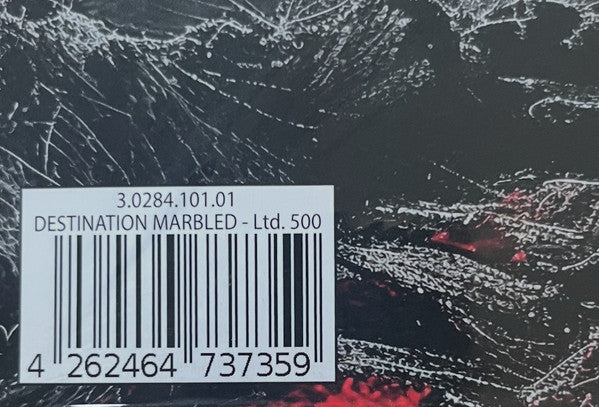 3.0284.101.01
DESTINATION MARBLED - Ltd. 500
4 262464 737359